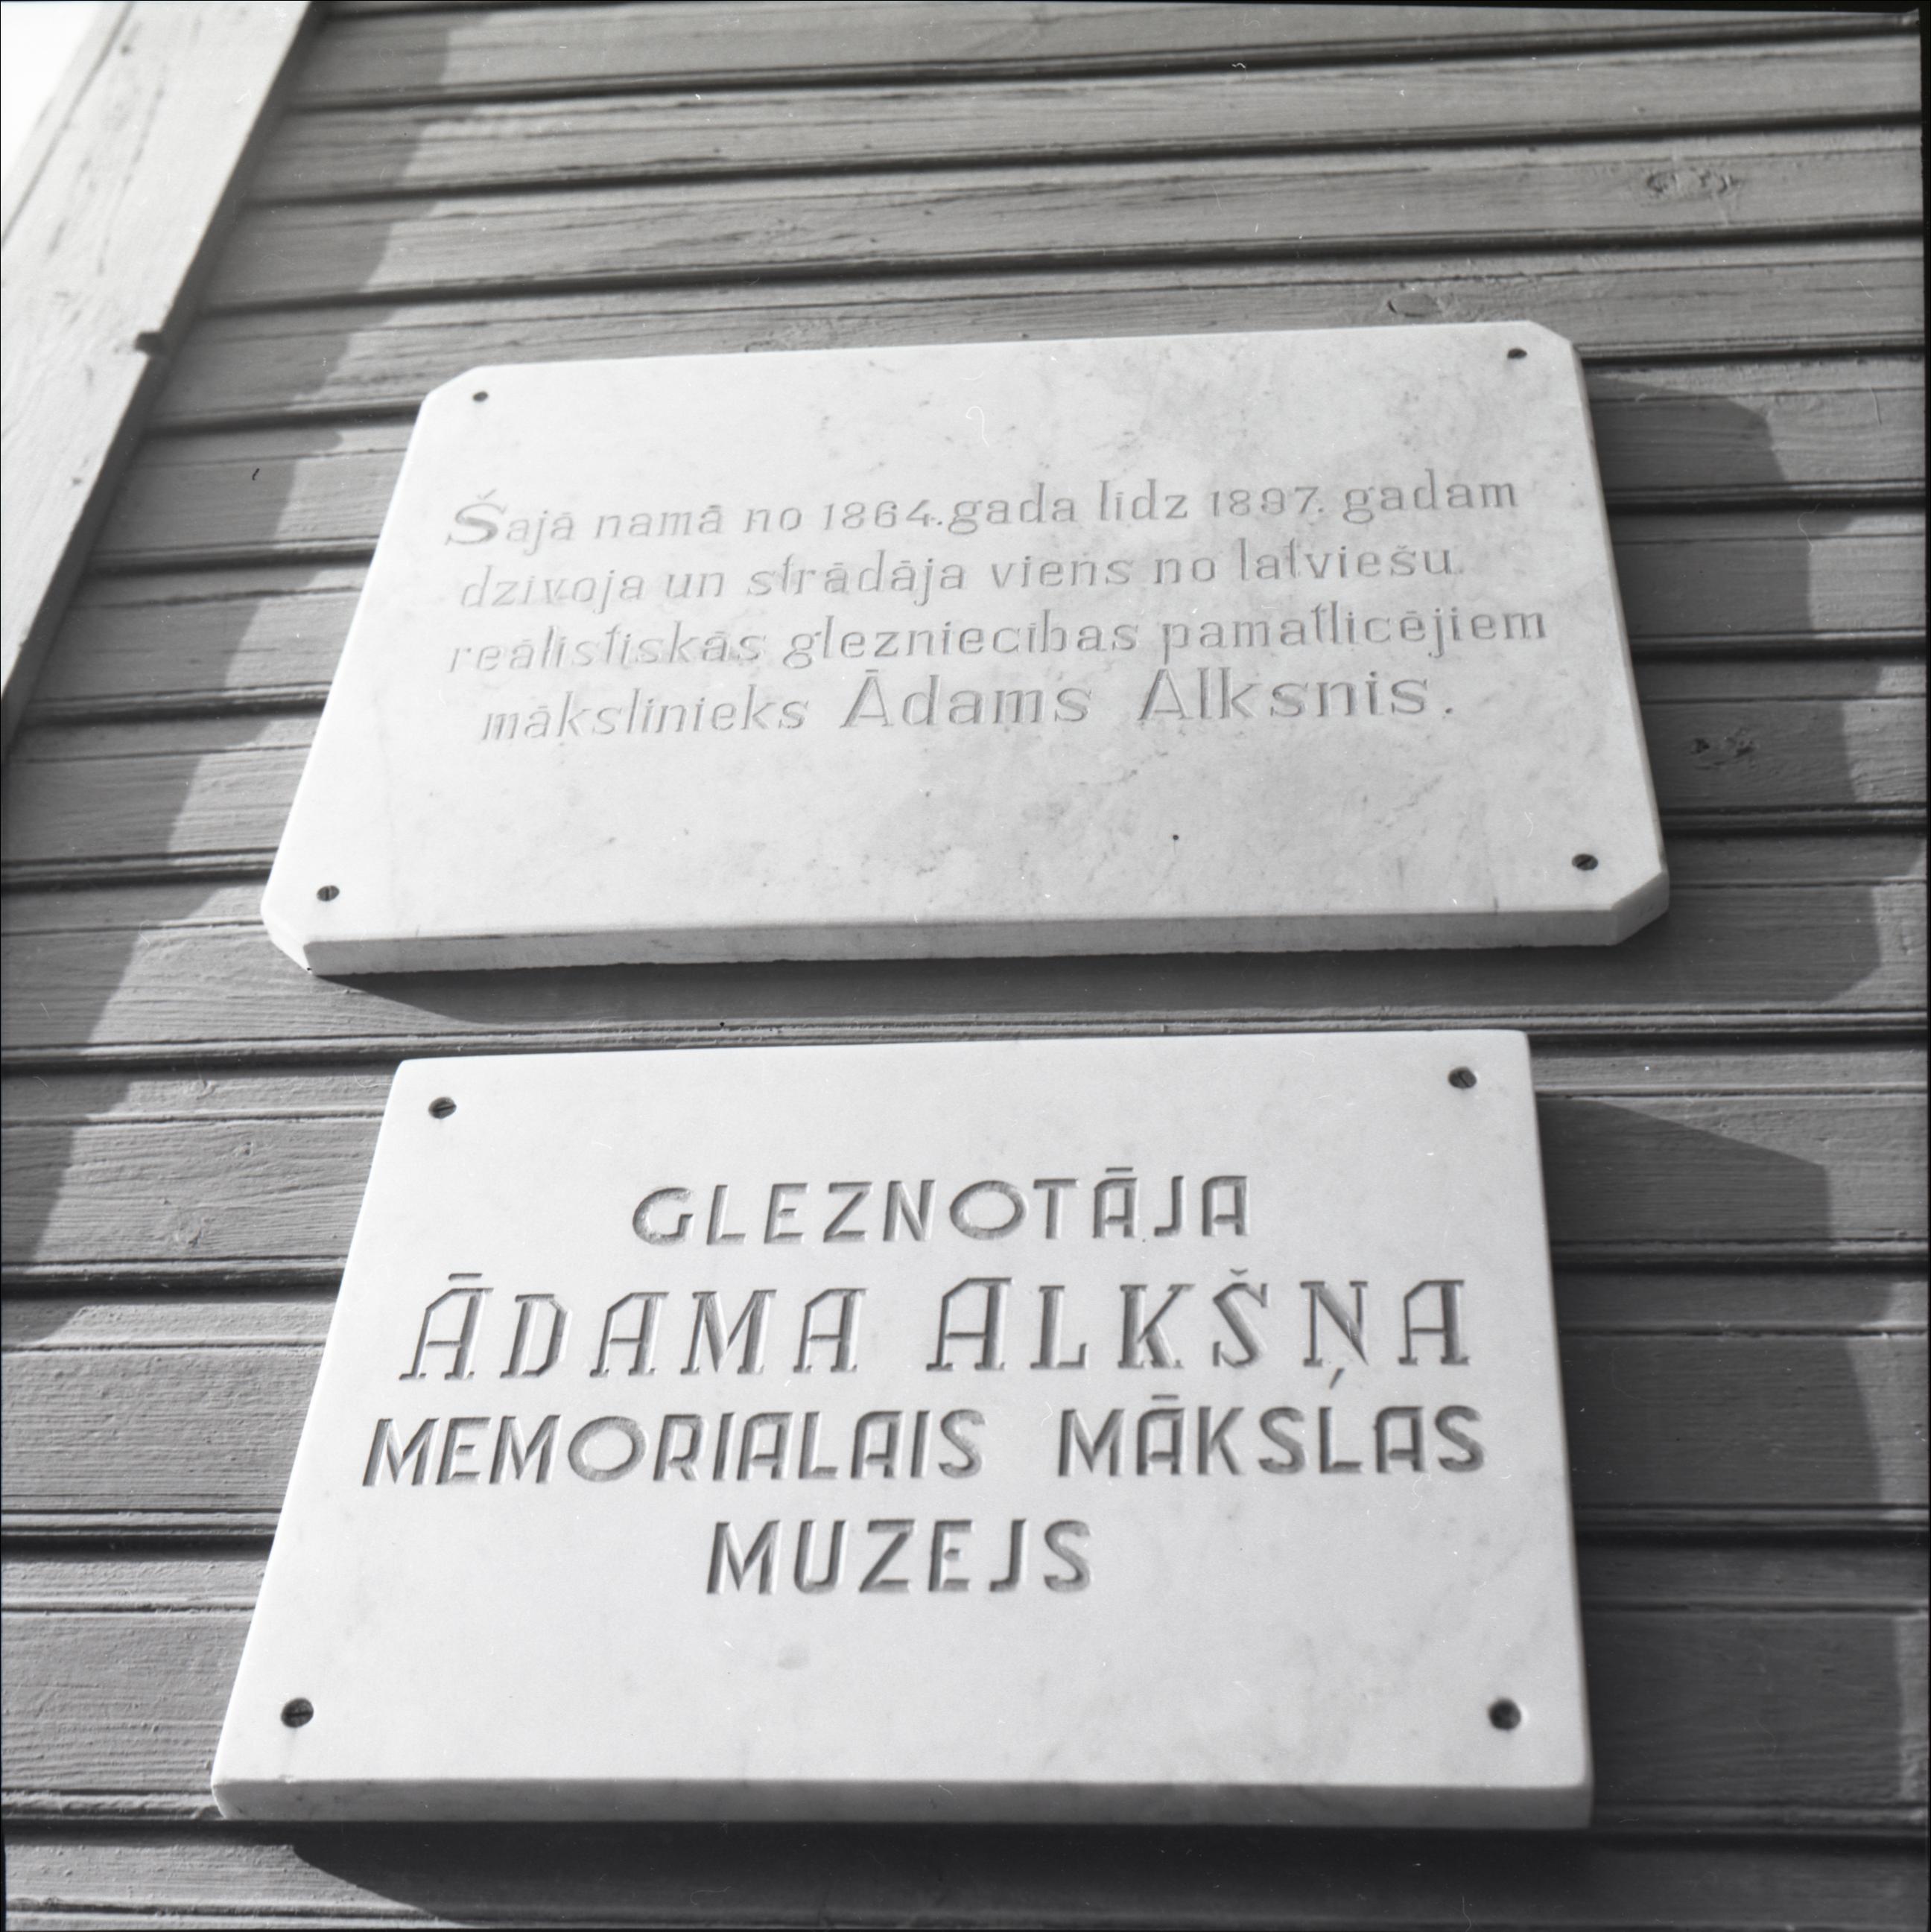 Šajā namā no 1864. gada līdz 1897. gadam
dzīvoja un strādāja viens no latviešu
reālistiskās glezniecības pamatlicējiem
mākslinieks Ādams Alksnis.
GLEZNOTĀJA
ĀDAMA ALKŠŅA
MEMORIALAIS MĀKSLAS
MUZEJS